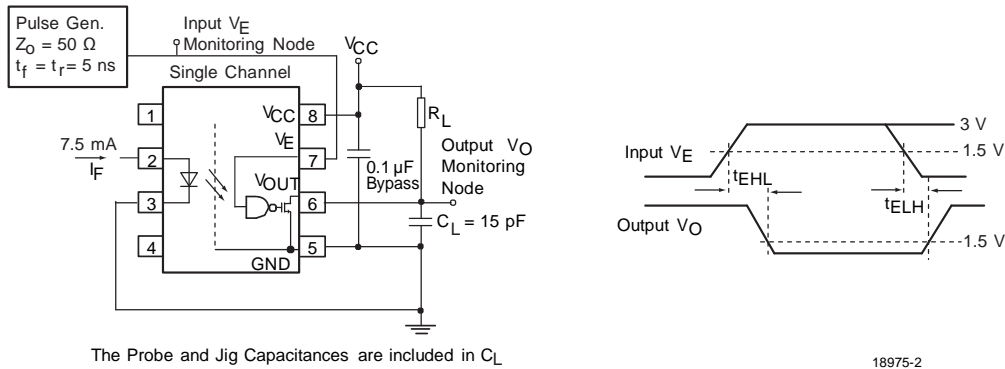 Pulse Gen.
ZO = 50 Ω
tf = tr = 5 ns
Input VE
Monitoring Node
Single Channel
VCC
1
2
3
4
VCC
VE
VOUT
GND
8
7
6
5
7.5 mA
IF
RL
0.1 µF
Bypass
Output VO
Monitoring
Node
CL = 15 pF
The Probe and Jig Capacitances are included in CL
Input VE
3 V
1.5 V
tEHL
tELH
Output VO
1.5 V
18975-2